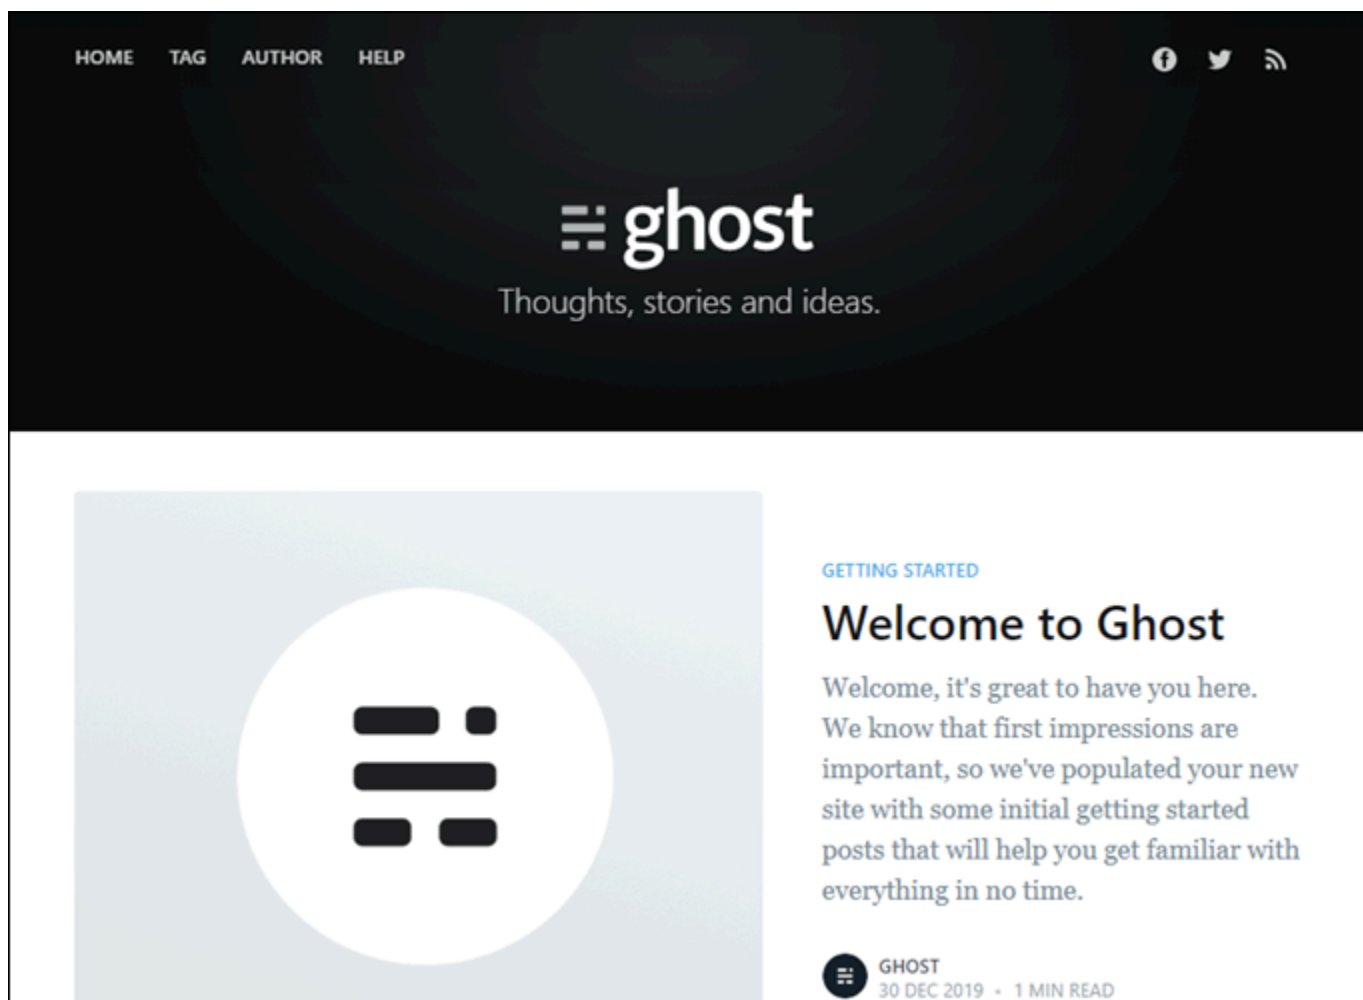 HOME TAG AUTHOR HELP
ghost
Thoughts, stories and ideas.
GETTING STARTED
Welcome to Ghost
Welcome, it's great to have you here.
We know that first impressions are
important, so we've populated your new
site with some initial getting started
posts that will help you get familiar with
everything in no time.
GHOST
30 DEC 2019 • 1 MIN READ